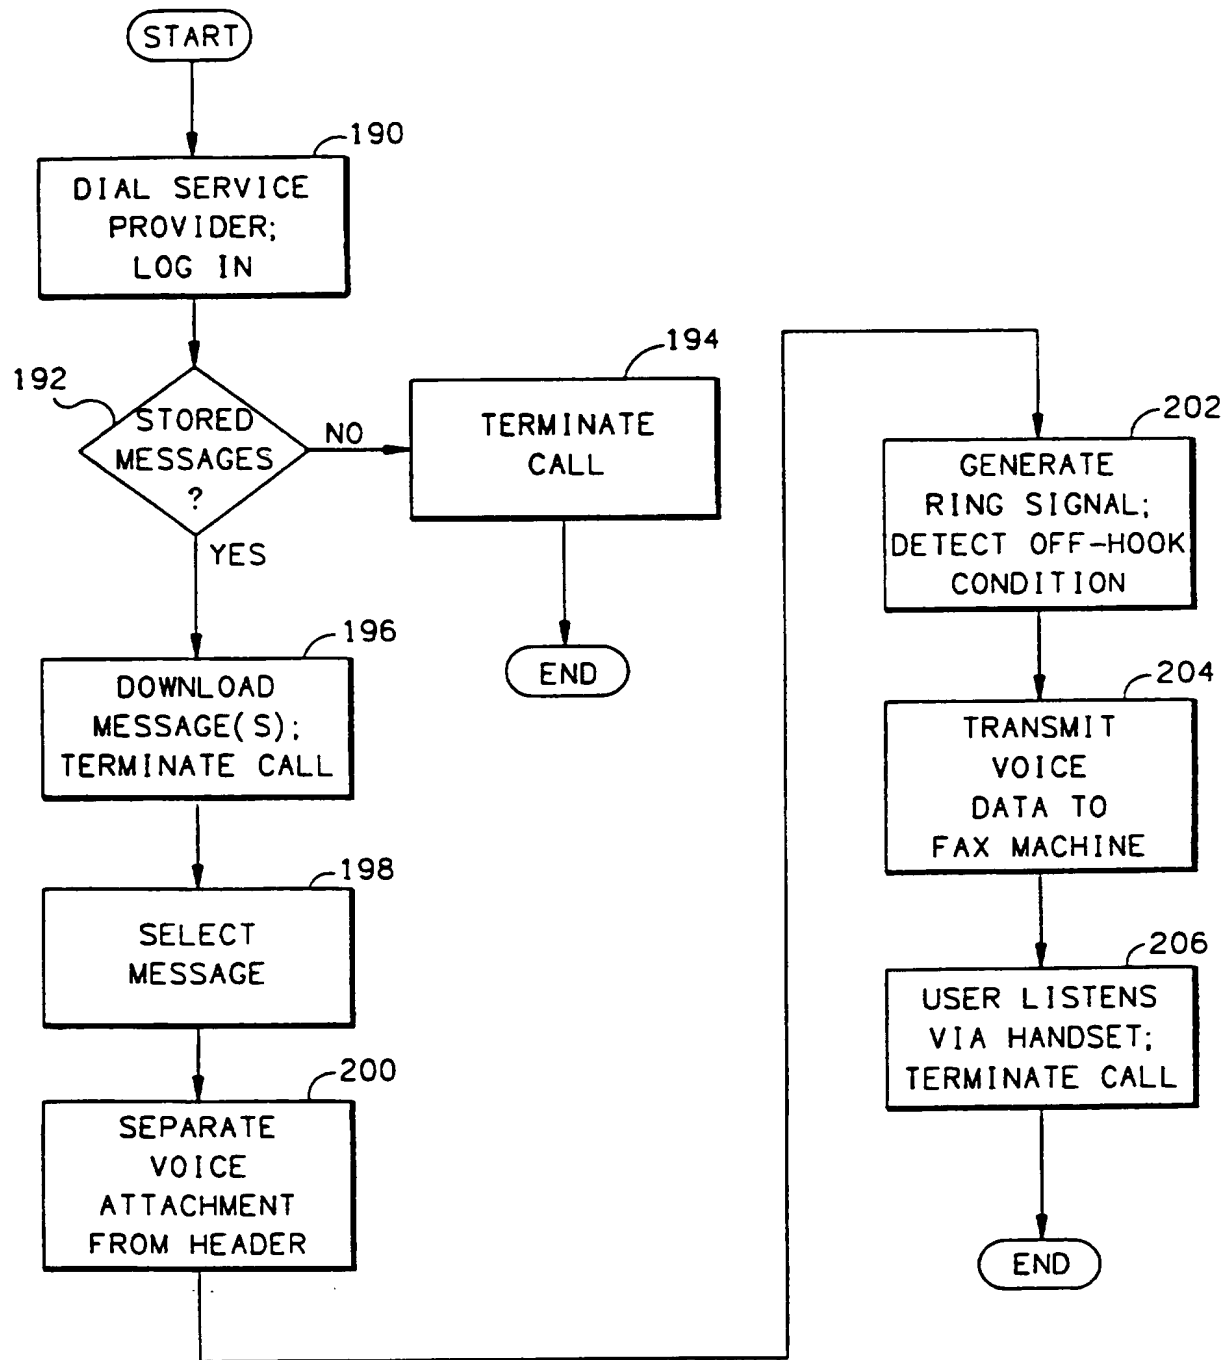 START
190
DIAL SERVICE
PROVIDER;
LOG IN
192
STORED
MESSAGES
?
NO
YES
194
TERMINATE
CALL
END
196
DOWNLOAD
MESSAGE(S);
TERMINATE CALL
198
SELECT
MESSAGE
200
SEPARATE
VOICE
ATTACHMENT
FROM HEADER
202
GENERATE
RING SIGNAL;
DETECT OFF-HOOK
CONDITION
204
TRANSMIT
VOICE
DATA TO
FAX MACHINE
206
USER LISTENS
VIA HANDSET;
TERMINATE CALL
END